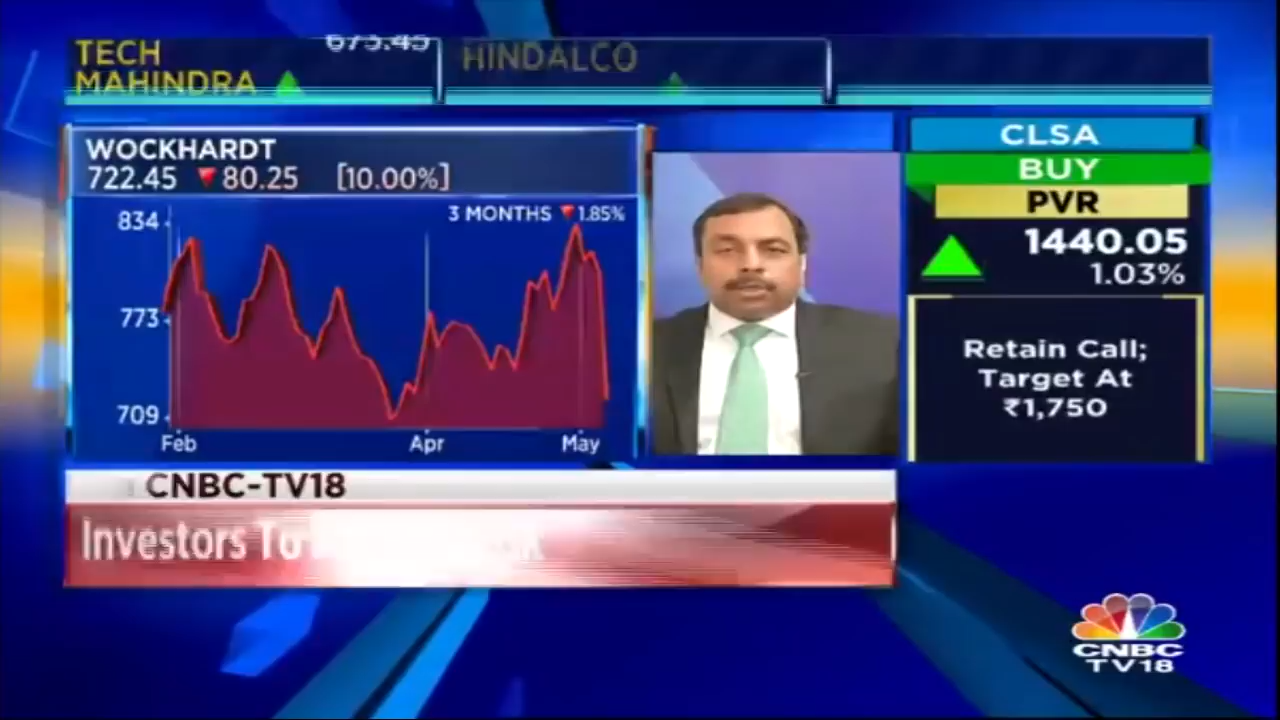 TECH
MAHINDRA
675.45
HINDALCO
WOCKHARDT
722.45 ▼80.25 [10.00%]
3 MONTHS ▼1.85%
834
773
709
Feb Apr May
CLSA
BUY
PVR
1440.05
1.03%
Retain Call;
Target At
₹1,750
CNBC-TV18
Investors To
CNBC
TV18